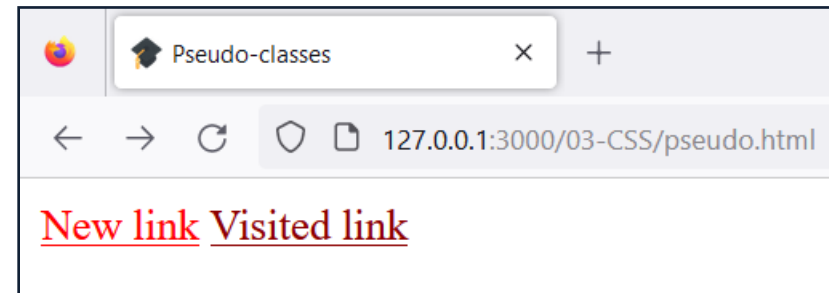 Pseudo-classes
127.0.0.1:3000/03-CSS/pseudo.html
New link Visited link